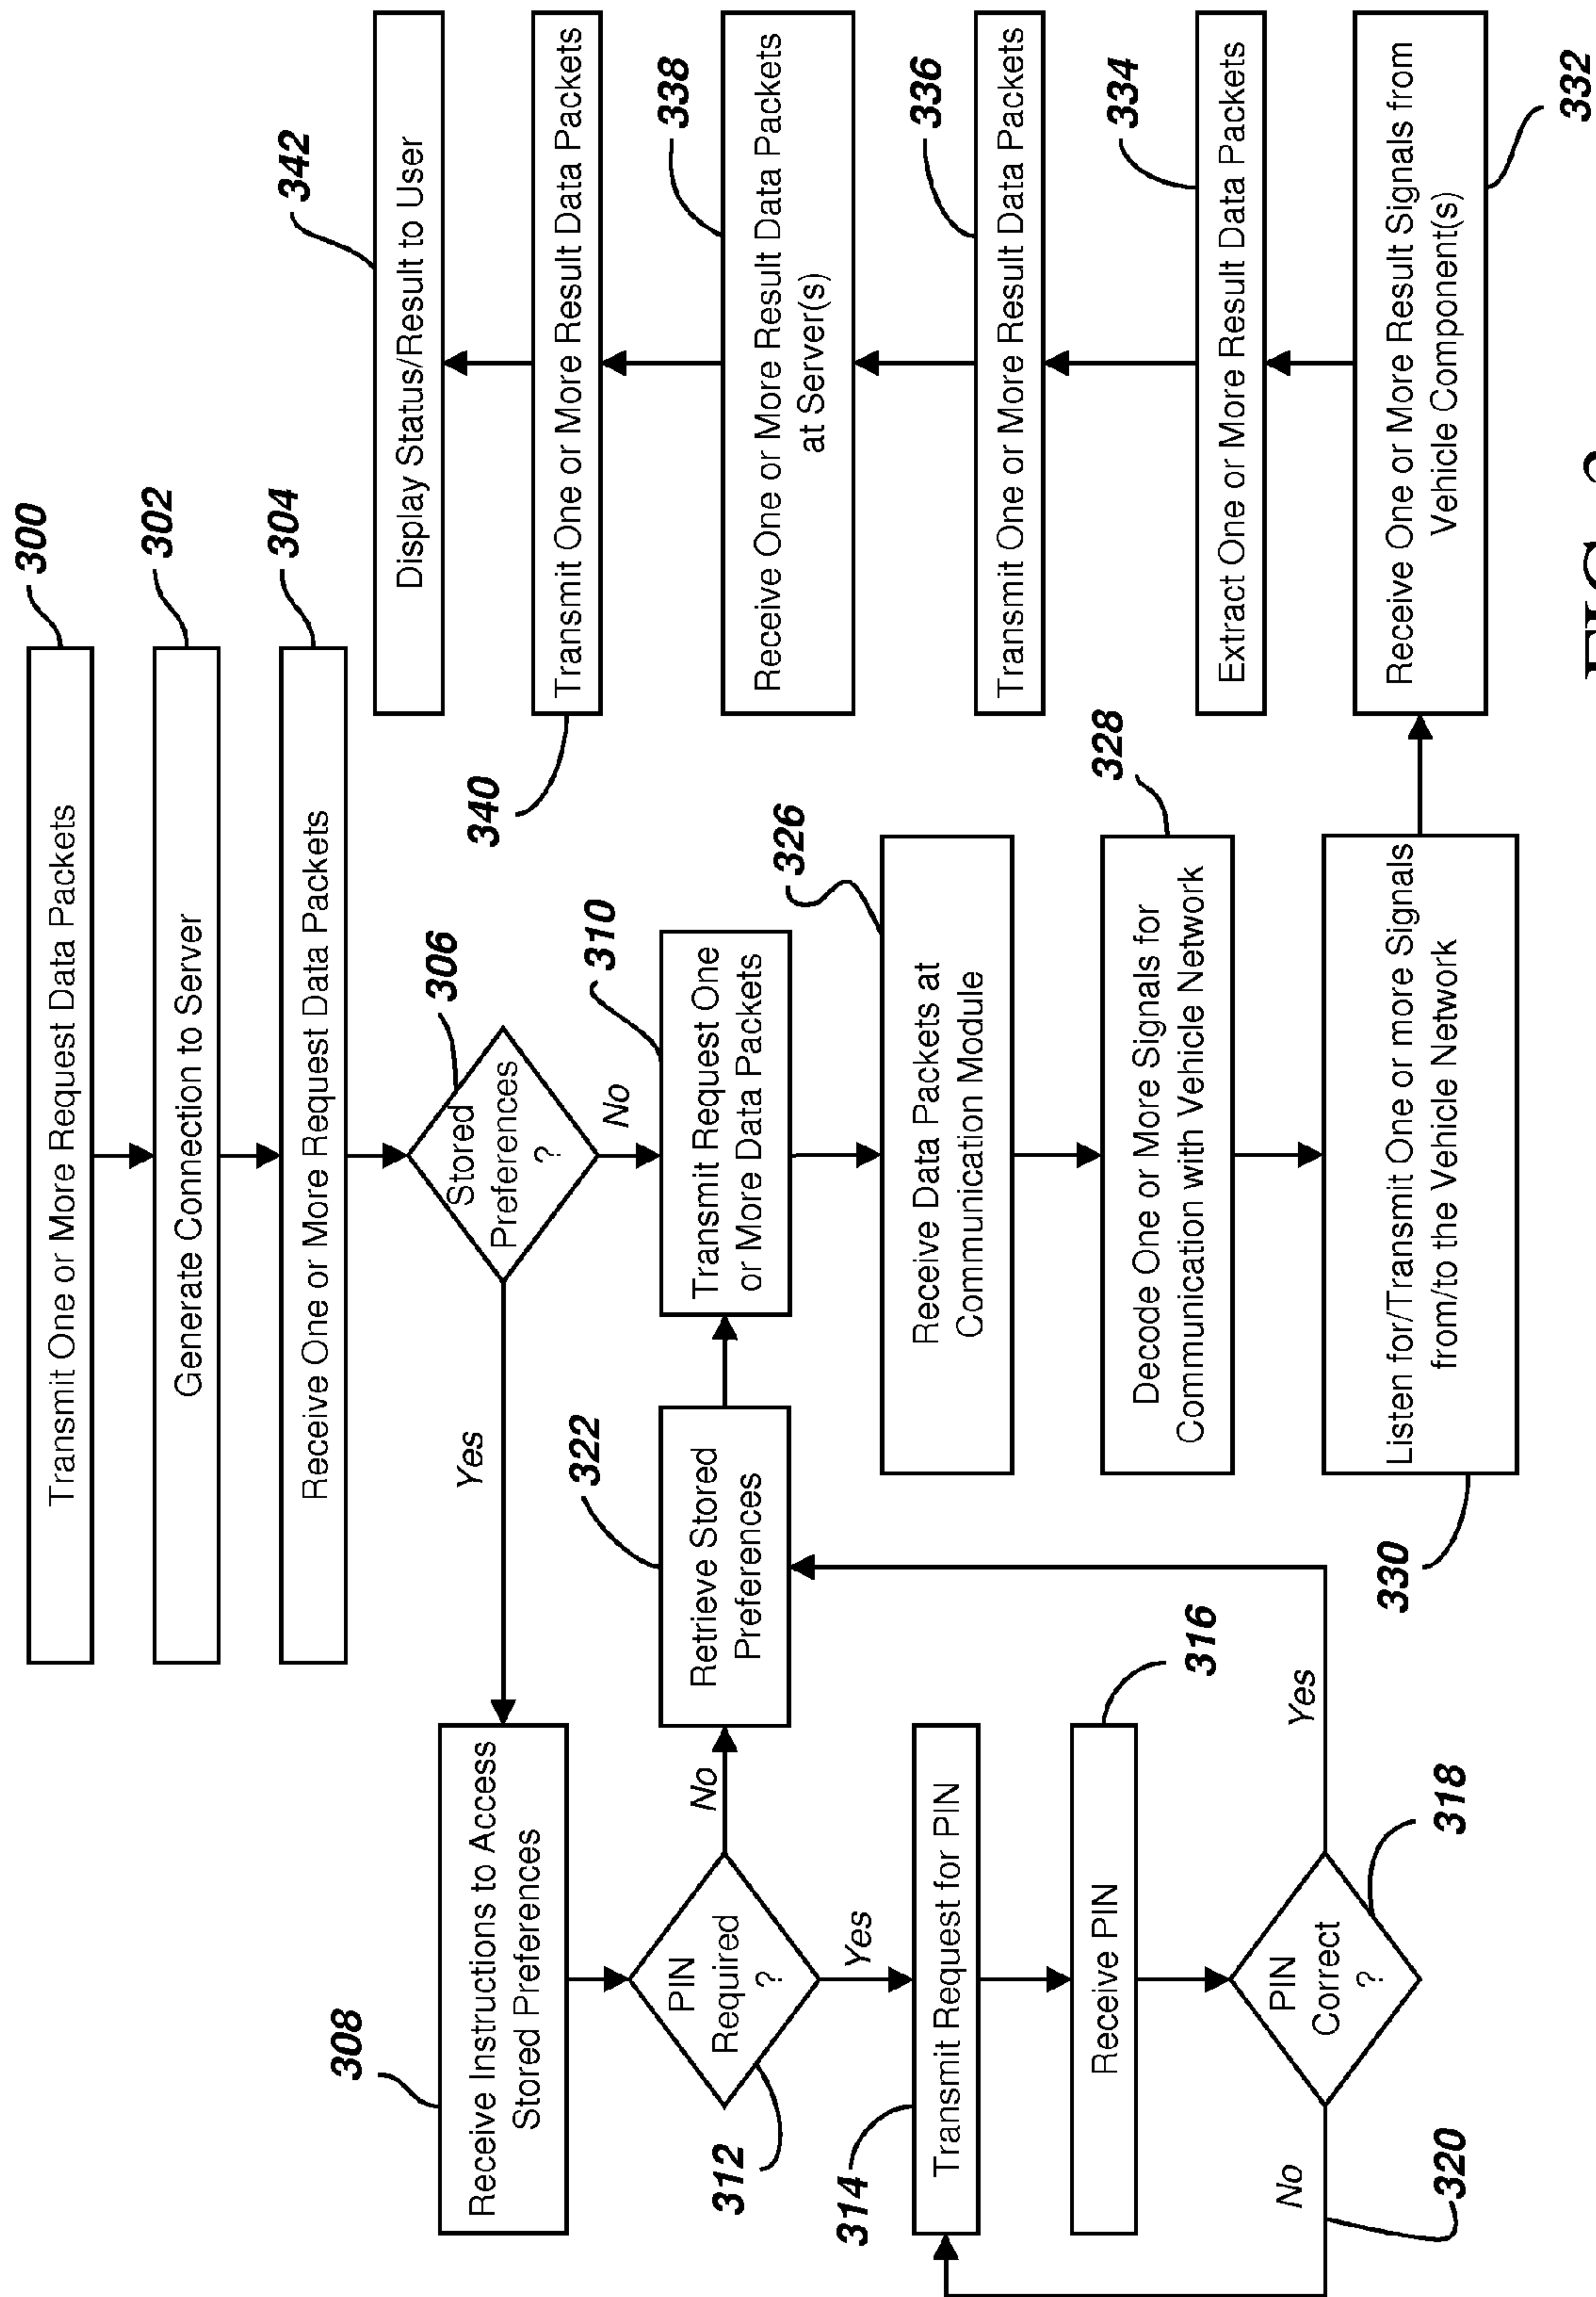 300
Transmit One or More Request Data Packets
302
Generate Connection to Server
304
Receive One or More Request Data Packets
306
Stored
Preferences
?
Yes
No
308
Receive Instructions to Access
Stored Preferences
312
PIN
Required
?
No
Yes
322
Retrieve Stored
Preferences
310
Transmit Request One
or More Data Packets
314
Transmit Request for PIN
316
Receive PIN
318
PIN
Correct
?
Yes
No
320
326
Receive Data Packets at
Communication Module
328
Decode One or More Signals for
Communication with Vehicle Network
330
Listen for/Transmit One or more Signals
from/to the Vehicle Network
342
Display Status/Result to User
340
Transmit One or More Result Data Packets
338
Receive One or More Result Data Packets
at Server(s)
336
Transmit One or More Result Data Packets
334
Extract One or More Result Data Packets
332
Receive One or More Result Signals from
Vehicle Component(s)